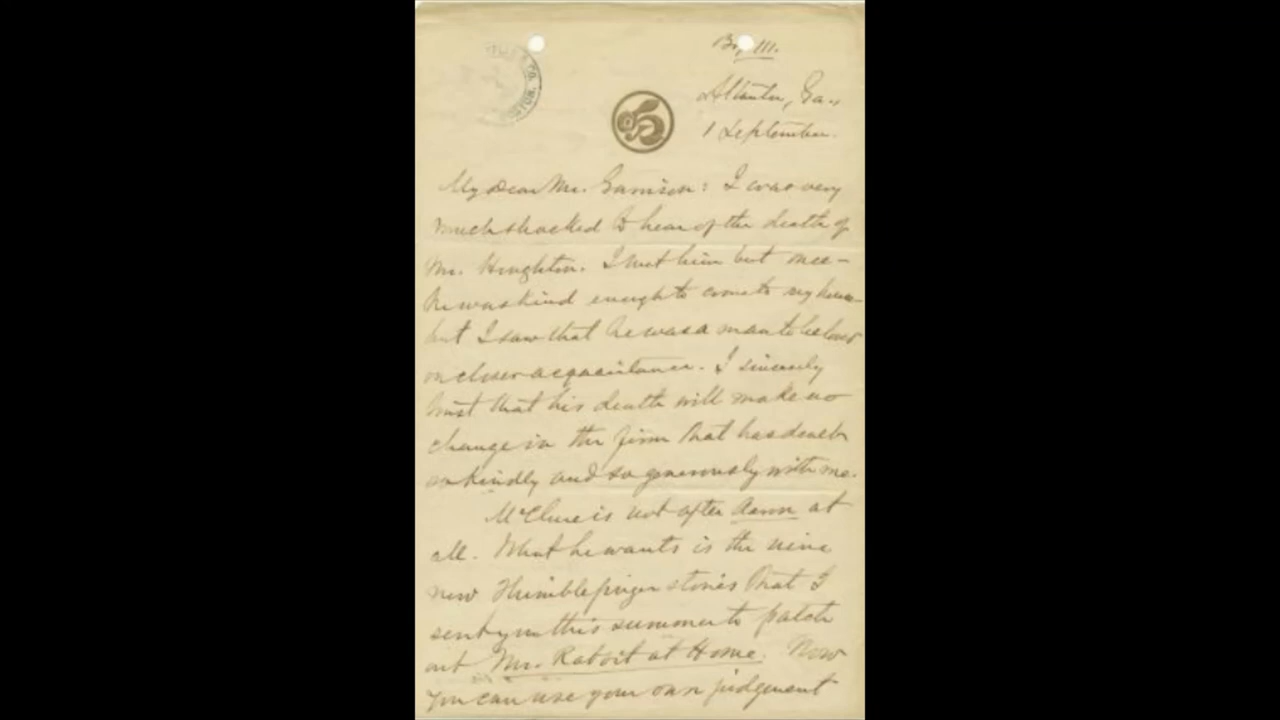 Atlanta, Ga.,
1 September.
My Dear Mr. Garrison: I was very
much shocked to hear of the death of
Mr. Houghton. I met him but once—
he was kind enough to come to my house—
but I saw that he was a man to be loved
on closer acquaintance. I sincerely
trust that his death will make no
change in the firm that has dealt
so kindly and so generously with me.
McClure is not after Aaron at
all. What he wants is the nine
new Thimblefinger stories that I
sent you this summer to patch
out Mr. Rabbit at Home. Now
you can use your own judgement